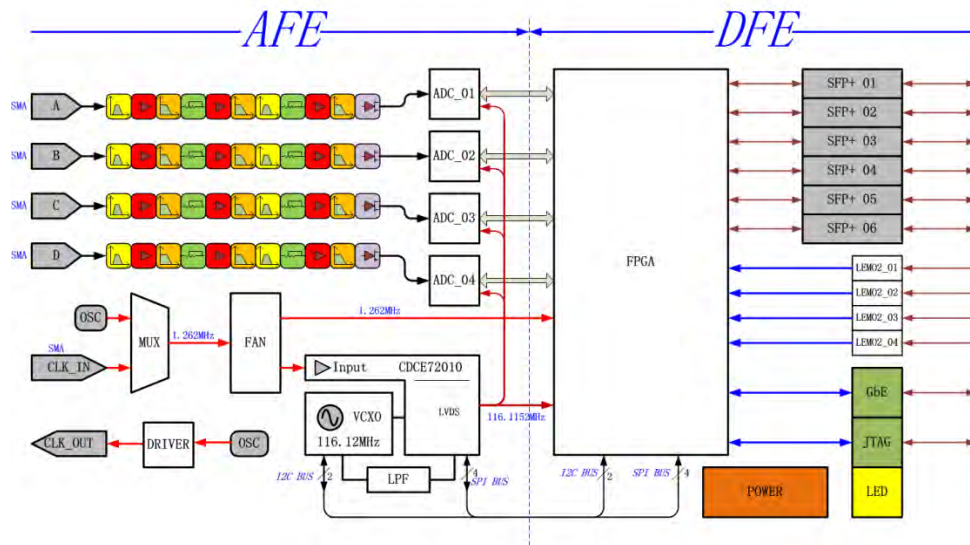 AFE
DFE
SMA
A
ADC_01
SMA
B
ADC_02
SMA
C
ADC_03
SMA
D
ADC_04
FPGA
SFP+ 01
SFP+ 02
SFP+ 03
SFP+ 04
SFP+ 05
SFP+ 06
LEMO2_01
LEMO2_02
LEMO2_03
LEMO2_04
OSC
MUX
1.262MHz
FAN
1.262MHz
SMA
CLK_IN
Input
CDCE72010
LVDS
116.1152MHz
VCXO
116.12MHz
GbE
JTAG
CLK_OUT
DRIVER
OSC
I2C BUS
2
LPF
4
SPI BUS
I2C BUS
2
SPI BUS
4
POWER
LED